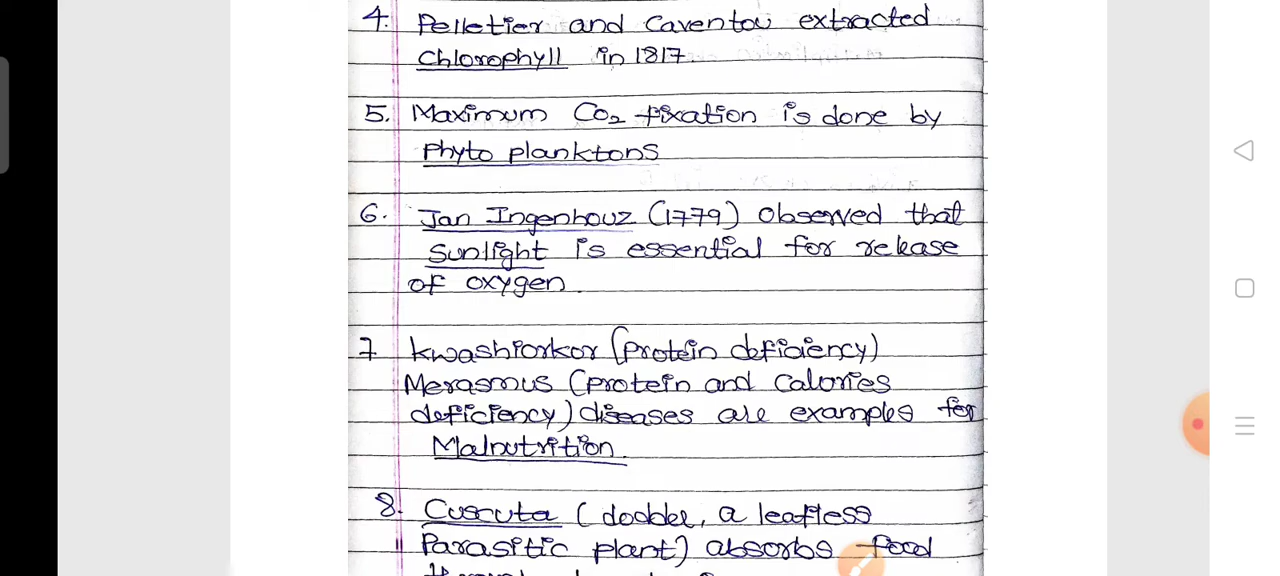 4. Pelletier and Caventou extracted
Chlorophyll in 1817
5. Maximum CO2 fixation is done by
Phyto planktons
6. Jan Ingenhouz (1779) Observed that
Sunlight is essential for release
of oxygen.
7 Kwashiorkor (Protein deficiency)
Merasmus (protein and Calories
deficiency) diseases are examples for
Malnutrition.
8. Cuscuta (dodder, a leafless
Parasitic plant) absorbs food